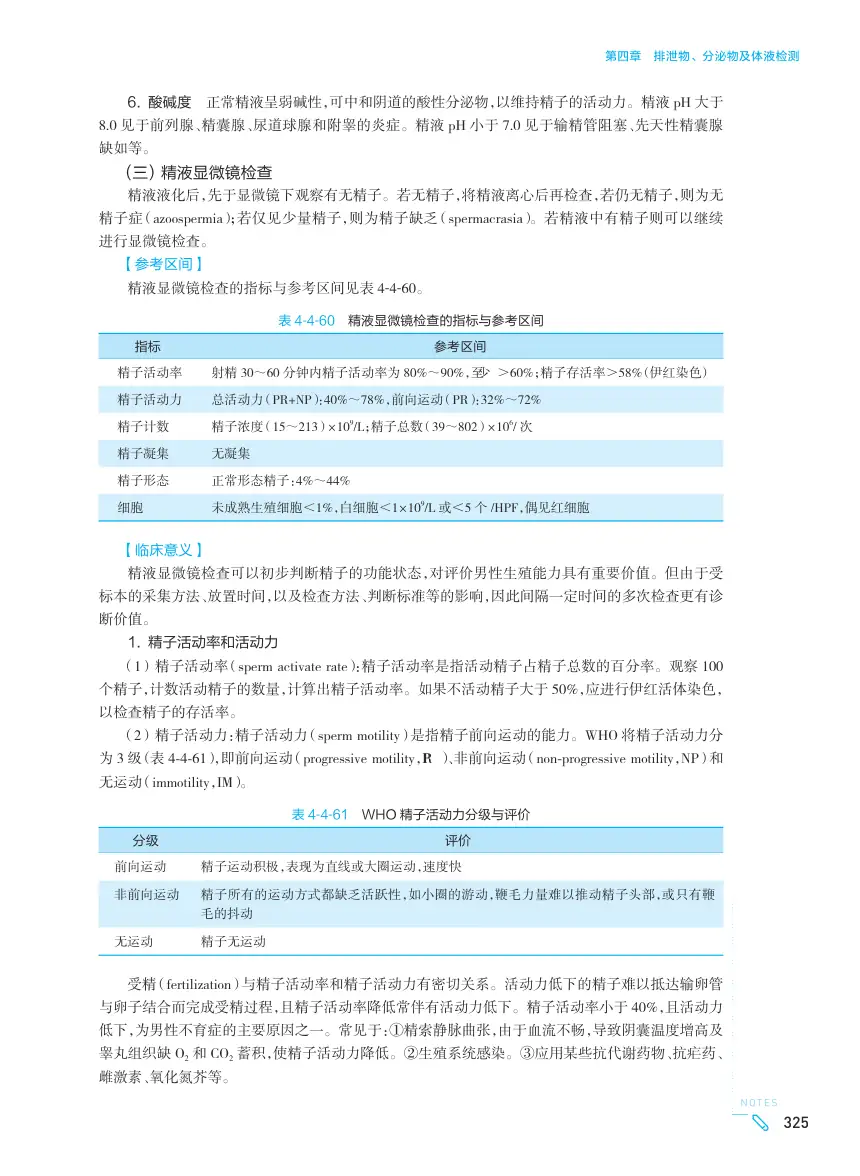 第四章 排泄物、分泌物及体液检测
6. 酸碱度 正常精液呈弱碱性,可中和阴道的酸性分泌物,以维持精子的活动力。精液 pH 大于
8.0 见于前列腺、精囊腺、尿道球腺和附睾的炎症。精液 pH 小于 7.0 见于输精管阻塞、先天性精囊腺
缺如等。
(三)精液显微镜检查
精液液化后,先于显微镜下观察有无精子。若无精子,将精液离心后再检查,若仍无精子,则为无
精子症(azoospermia);若仅见少量精子,则为精子缺乏(spermacrasia)。若精液中有精子则可以继续
进行显微镜检查。
【参考区间】
精液显微镜检查的指标与参考区间见表 4-4-60。
表 4-4-60 精液显微镜检查的指标与参考区间
指标 参考区间
精子活动率 射精 30～60 分钟内精子活动率为 80%～90%,至少 >60%;精子存活率>58%(伊红染色)
精子活动力 总活动力(PR+NP):40%～78%,前向运动(PR):32%～72%
精子计数 精子浓度(15～213)×10⁹/L;精子总数(39～802)×10⁶/ 次
精子凝集 无凝集
精子形态 正常形态精子:4%～44%
细胞 未成熟生殖细胞<1%,白细胞<1×10⁹/L 或<5 个 /HPF,偶见红细胞
【临床意义】
精液显微镜检查可以初步判断精子的功能状态,对评价男性生殖能力具有重要价值。但由于受
标本的采集方法、放置时间,以及检查方法、判断标准等的影响,因此间隔一定时间的多次检查更有诊
断价值。
1. 精子活动率和活动力
(1)精子活动率(sperm activate rate):精子活动率是指活动精子占精子总数的百分率。观察 100
个精子,计数活动精子的数量,计算出精子活动率。如果不活动精子大于 50%,应进行伊红活体染色,
以检查精子的存活率。
(2)精子活动力:精子活动力(sperm motility)是指精子前向运动的能力。WHO 将精子活动力分
为 3 级(表 4-4-61),即前向运动(progressive motility,R )、非前向运动(non-progressive motility,NP)和
无运动(immotility,IM)。
表 4-4-61 WHO 精子活动力分级与评价
分级 评价
前向运动 精子运动积极,表现为直线或大圈运动,速度快
非前向运动 精子所有的运动方式都缺乏活跃性,如小圈的游动,鞭毛力量难以推动精子头部,或只有鞭
毛的抖动
无运动 精子无运动
受精(fertilization)与精子活动率和精子活动力有密切关系。活动力低下的精子难以抵达输卵管
与卵子结合而完成受精过程,且精子活动率降低常伴有活动力低下。精子活动率小于 40%,且活动力
低下,为男性不育症的主要原因之一。常见于:①精索静脉曲张,由于血流不畅,导致阴囊温度增高及
睾丸组织缺 O₂ 和 CO₂ 蓄积,使精子活动力降低。②生殖系统感染。③应用某些抗代谢药物、抗疟药、
雌激素、氧化氮芥等。
NOTES
325